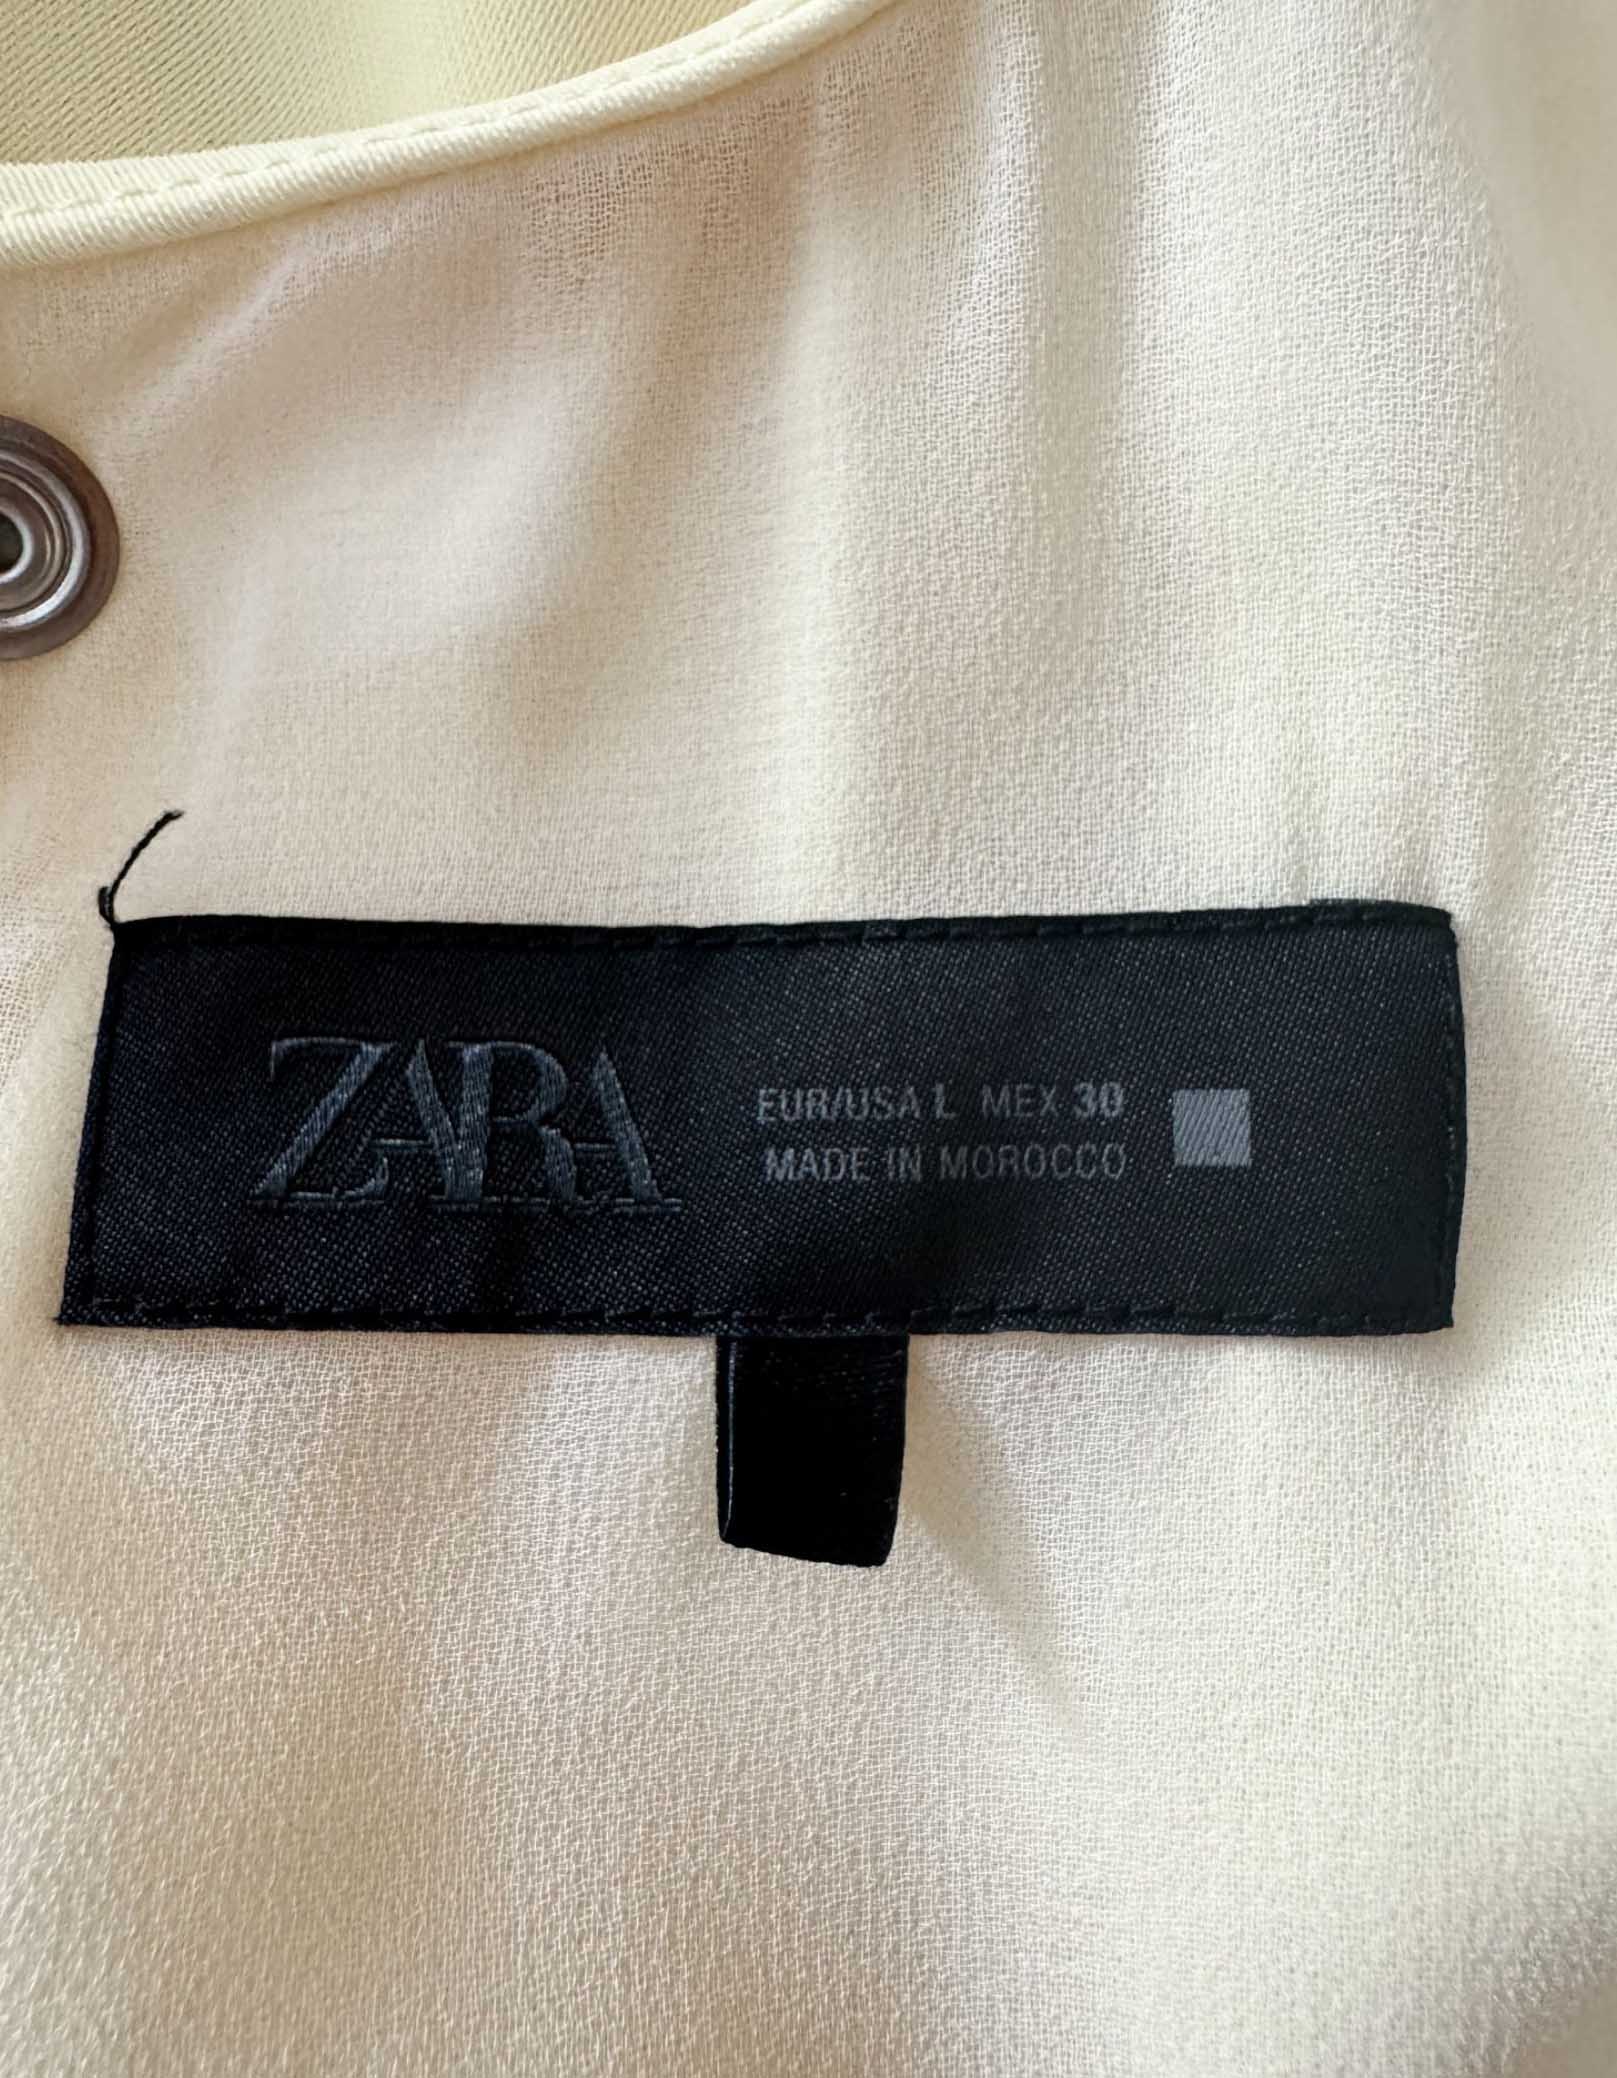 ZARA
EUR/USA L MEX 30
MADE IN MOROCCO